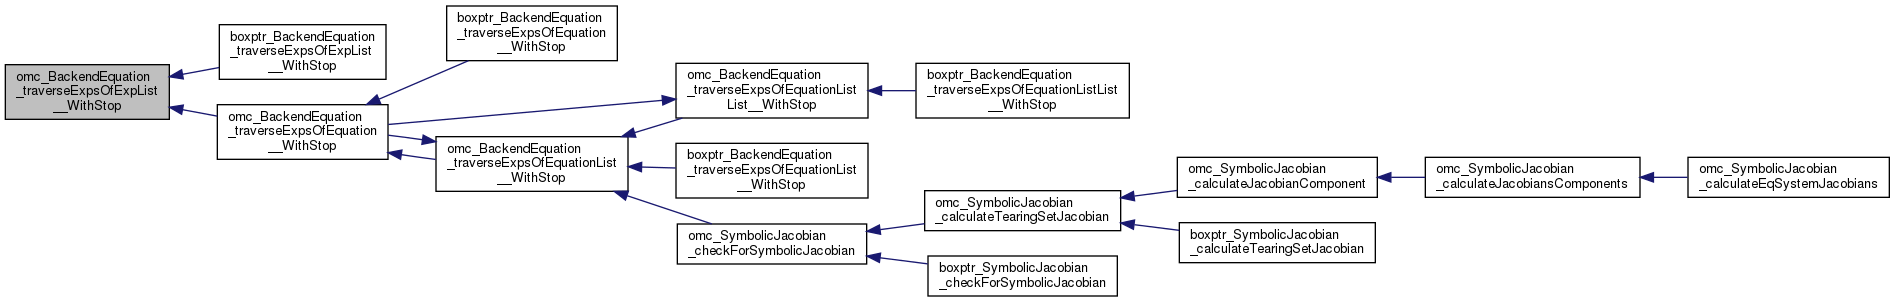 omc_BackendEquation
_traverseExpsOfExpList
__WithStop
boxptr_BackendEquation
_traverseExpsOfExpList
__WithStop
omc_BackendEquation
_traverseExpsOfEquation
__WithStop
boxptr_BackendEquation
_traverseExpsOfEquation
__WithStop
omc_BackendEquation
_traverseExpsOfEquationList
__WithStop
omc_BackendEquation
_traverseExpsOfEquationList
List__WithStop
boxptr_BackendEquation
_traverseExpsOfEquationListList
__WithStop
boxptr_BackendEquation
_traverseExpsOfEquationList
__WithStop
omc_SymbolicJacobian
_checkForSymbolicJacobian
omc_SymbolicJacobian
_calculateTearingSetJacobian
boxptr_SymbolicJacobian
_checkForSymbolicJacobian
omc_SymbolicJacobian
_calculateJacobianComponent
boxptr_SymbolicJacobian
_calculateTearingSetJacobian
omc_SymbolicJacobian
_calculateJacobiansComponents
omc_SymbolicJacobian
_calculateEqSystemJacobians